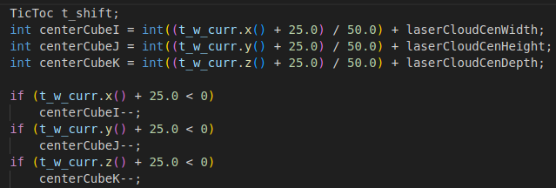 TicToc t_shift;
int centerCubeI = int((t_w_curr.x() + 25.0) / 50.0) + laserCloudCenWidth;
int centerCubeJ = int((t_w_curr.y() + 25.0) / 50.0) + laserCloudCenHeight;
int centerCubeK = int((t_w_curr.z() + 25.0) / 50.0) + laserCloudCenDepth;

if (t_w_curr.x() + 25.0 < 0)
    centerCubeI--;
if (t_w_curr.y() + 25.0 < 0)
    centerCubeJ--;
if (t_w_curr.z() + 25.0 < 0)
    centerCubeK--;